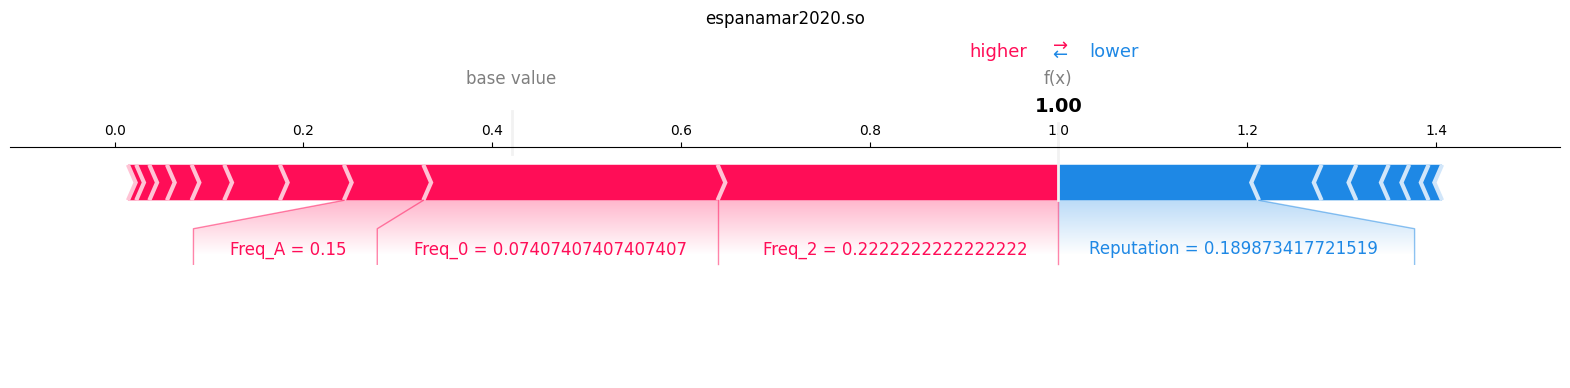 espanamar2020.so
higher → ← lower
base value f(x)
1.00
0.0 0.2 0.4 0.6 0.8 1.0 1.2 1.4
Freq_A = 0.15 Freq_0 = 0.07407407407407407 Freq_2 = 0.2222222222222222 Reputation = 0.189873417721519